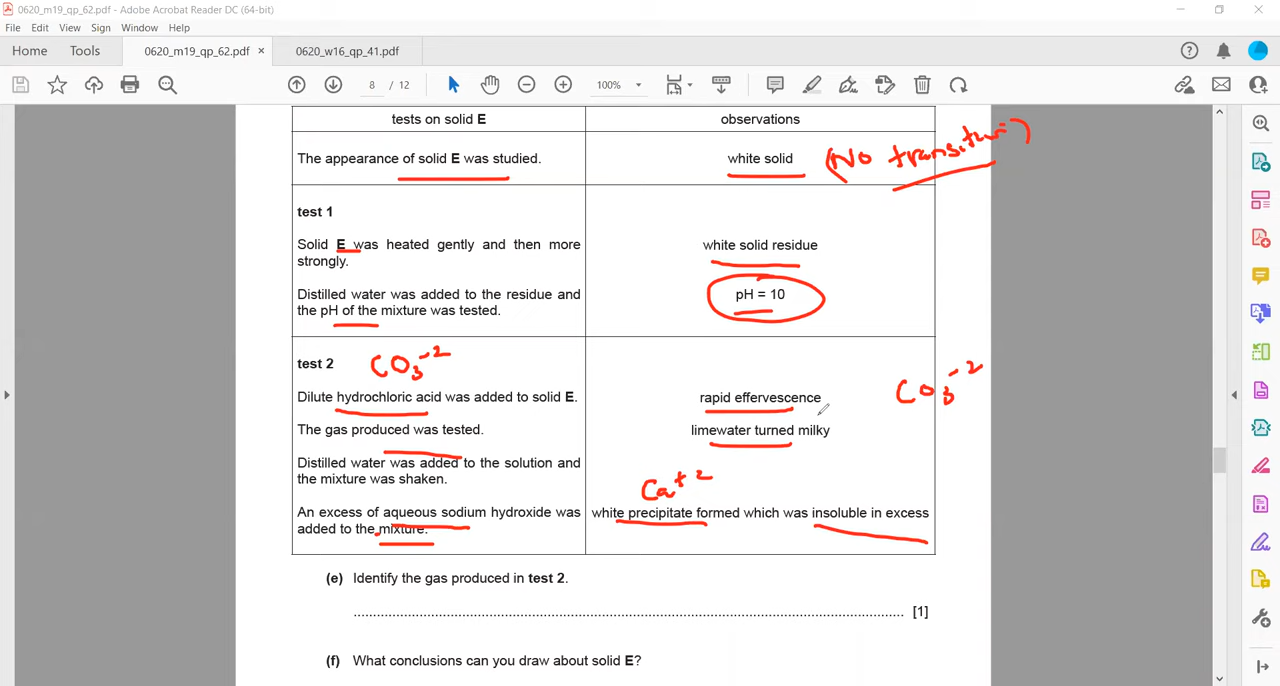 0620_m19_qp_62.pdf - Adobe Acrobat Reader DC (64-bit)
File Edit View Sign Window Help
Home Tools 0620_m19_qp_62.pdf × 0620_w16_qp_41.pdf
8 / 12 100%
tests on solid E observations
The appearance of solid E was studied. white solid (No transition)
test 1
Solid E was heated gently and then more
strongly.
white solid residue
Distilled water was added to the residue and
the pH of the mixture was tested.
pH = 10
test 2 CO₃⁻²
Dilute hydrochloric acid was added to solid E. rapid effervescence CO₃⁻²
The gas produced was tested. limewater turned milky
Distilled water was added to the solution and
the mixture was shaken.
Ca⁺²
An excess of aqueous sodium hydroxide was
added to the mixture.
white precipitate formed which was insoluble in excess
(e) Identify the gas produced in test 2.
.......................................................................................................................................... [1]
(f) What conclusions can you draw about solid E?